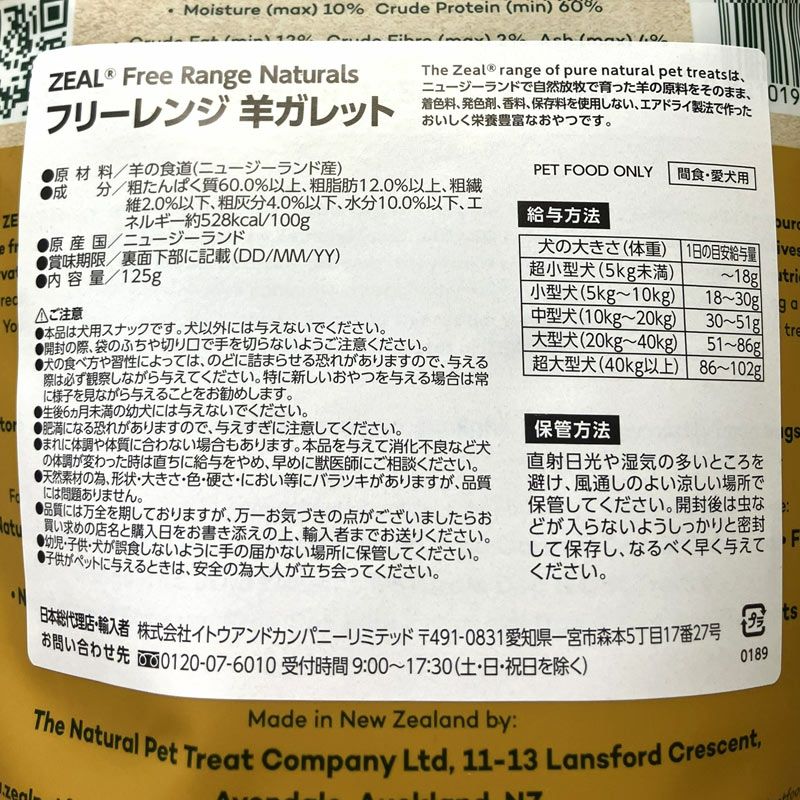 • Moisture (max) 10% Crude Protein (min) 60%
Crude Fat (min) 12% Crude Fibre (max) 2% Ash (max) 4%
ZEAL® Free Range Naturals
フリーレンジ 羊ガレット
The Zeal® range of pure natural pet treatsは、
ニュージーランドで自然放牧で育った羊の原料をそのまま、
着色料、発色剤、香料、保存料を使用しない、エアドライ製法で作った
おいしく栄養豊富なおやつです。
●原材料/羊の食道(ニュージーランド産)
●成分/粗たんぱく質60.0%以上、粗脂肪12.0%以上、粗繊
維2.0%以下、粗灰分4.0%以下、水分10.0%以下、エ
ネルギー約528kcal/100g
●原産国/ニュージーランド
●賞味期限/裏面下部に記載(DD/MM/YY)
●内容量/125g
PET FOOD ONLY 間食・愛犬用
給与方法
犬の大きさ(体重) 1日の目安給与量
超小型犬(5kg未満) ~18g
小型犬(5kg~10kg) 18~30g
中型犬(10kg~20kg) 30~51g
大型犬(20kg~40kg) 51~86g
超大型犬(40kg以上) 86~102g
⚠ご注意
●本品は犬用スナックです。犬以外には与えないでください。
●開封の際、袋のふちや切り口で手を切らないようご注意ください。
●犬の食べ方や習性によっては、のどに詰まらせる恐れがありますので、与える
際は必ず観察しながら与えてください。特に新しいおやつを与える場合は常
に様子を見ながら与えることをお勧めします。
●生後6ヵ月未満の幼犬には与えないでください。
●肥満になる恐れがありますので、与えすぎに注意してください。
●まれに体調や体質に合わない場合もあります。本品を与えて消化不良など犬
の体調が変わった時は直ちに給与をやめ、早めに獣医師にご相談ください。
●天然素材の為、形状・大きさ・色・硬さ・におい等にバラツキがありますが、品質
には問題ありません。
●品質には万全を期しておりますが、万一お気づきの点がございましたらお
買い求めの店名と購入日をお書き添えの上、輸入者までお送りください。
●幼児・子供・犬が誤食しないように手の届かない場所に保管してください。
●子供がペットに与えるときは、安全の為大人が立ち会ってください。
保管方法
直射日光や湿気の多いところを
避け、風通しのよい涼しい場所で
保管してください。開封後は虫な
どが入らないようしっかりと密封
して保存し、なるべく早く与えて
ください。
日本総代理店・輸入者 株式会社イトウアンドカンパニーリミテッド 〒491-0831愛知県一宮市森本5丁目17番27号
お問い合わせ先 0120-07-6010 受付時間 9:00~17:30(土・日・祝日を除く)
プラ
0189
Made in New Zealand by:
The Natural Pet Treat Company Ltd, 11-13 Lansford Crescent,
Avondale, Auckland, NZ